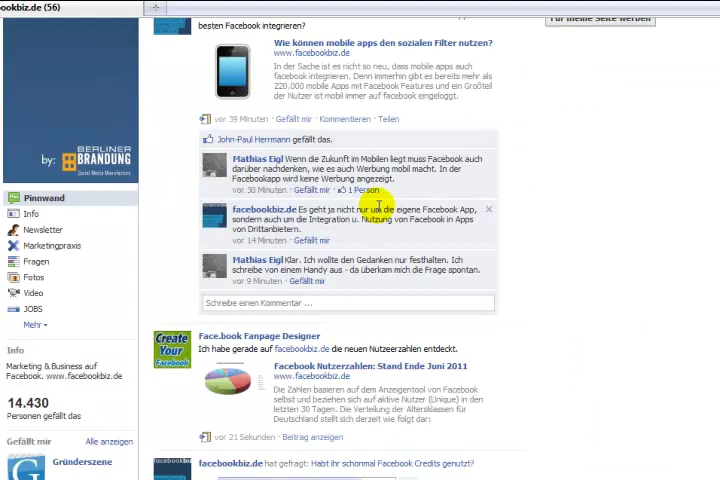 ookbiz.de (56)
besten Facebook integrieren?
Für meine Seite werben
Wie können mobile apps den sozialen Filter nutzen?
www.facebookbiz.de
In der Sache ist es nicht so neu, dass mobile apps auch
facebook integrieren. Denn immerhin gibt es bereits mehr als
220.000 mobile Apps mit Facebook Features und ein Großteil
der Nutzer ist mobil immer auf facebook eingeloggt.
vor 39 Minuten · Gefällt mir · Kommentieren · Teilen
John-Paul Herrmann gefällt das.
Mathias Eigl Wenn die Zukunft im Mobilen liegt muss Facebook auch
darüber nachdenken, wie es auch Werbung mobil macht. In der
Facebookapp wird keine Werbung angezeigt.
vor 30 Minuten · Gefällt mir · 1 Person
facebookbiz.de Es geht ja nicht nur um die eigene Facebook App,
sondern auch um die Integration u. Nutzung von Facebook in Apps
von Drittanbietern.
vor 14 Minuten · Gefällt mir
Mathias Eigl Klar. Ich wollte den Gedanken nur festhalten. Ich
schreibe von einem Handy aus - da überkam mich die Frage spontan.
vor 9 Minuten · Gefällt mir
Schreibe einen Kommentar ...
by: BERLINER
BRANDUNG
Social Media Manufacture
Pinnwand
Info
Newsletter
Marketingpraxis
Fragen
Fotos
Video
JOBS
Mehr
Info
Marketing & Business auf
Facebook. www.facebookbiz.de
14.430
Personen gefällt das
Gefällt mir
Alle anzeigen
Gründerszene
Create
Your
Facebook
Face.book Fanpage Designer
Ich habe gerade auf facebookbiz.de die neuen Nutzeerzahlen entdeckt.
Facebook Nutzerzahlen: Stand Ende Juni 2011
www.facebookbiz.de
Die Zahlen basieren auf dem Anzeigentool von Facebook
selbst und beziehen sich auf aktive Nutzer (Unique) in den
letzten 30 Tagen. Die Verteilung der Altersklassen für
Deutschland stellt sich derzeit wie folgt dar:
vor 21 Sekunden · Beitrag anzeigen
facebookbiz.de hat gefragt: Habt ihr schonmal Facebook Credits genutzt?